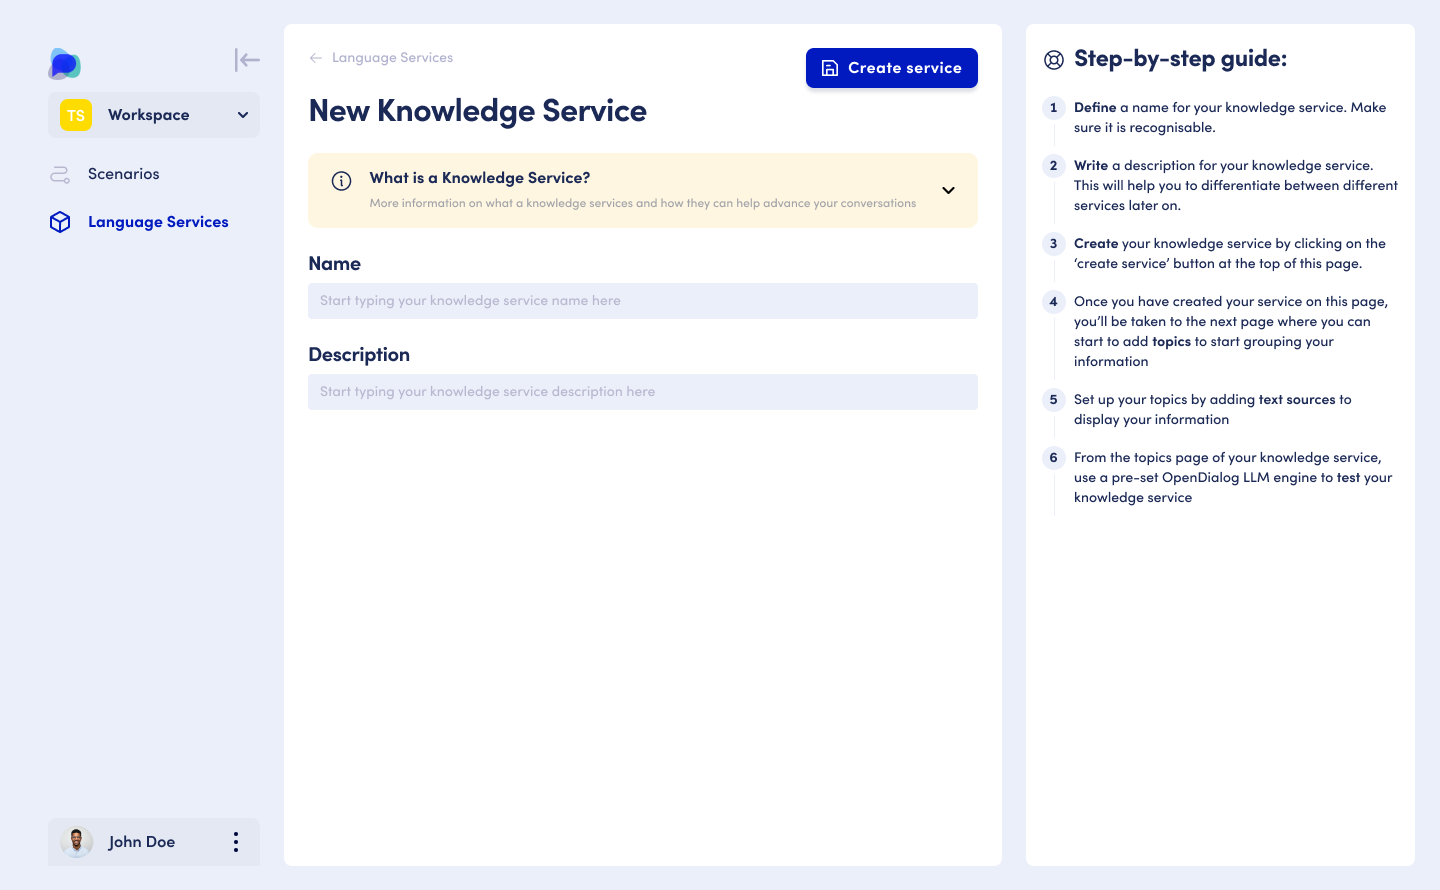 TS
Workspace
Scenarios
Language Services
John Doe
Language Services
Create service
New Knowledge Service
What is a Knowledge Service?
More information on what a knowledge services and how they can help advance your conversations
Name
Start typing your knowledge service name here
Description
Start typing your knowledge service description here
Step-by-step guide:
1 Define a name for your knowledge service. Make
sure it is recognisable.
2 Write a description for your knowledge service.
This will help you to differentiate between different
services later on.
3 Create your knowledge service by clicking on the
‘create service’ button at the top of this page.
4 Once you have created your service on this page,
you’ll be taken to the next page where you can
start to add topics to start grouping your
information
5 Set up your topics by adding text sources to
display your information
6 From the topics page of your knowledge service,
use a pre-set OpenDialog LLM engine to test your
knowledge service